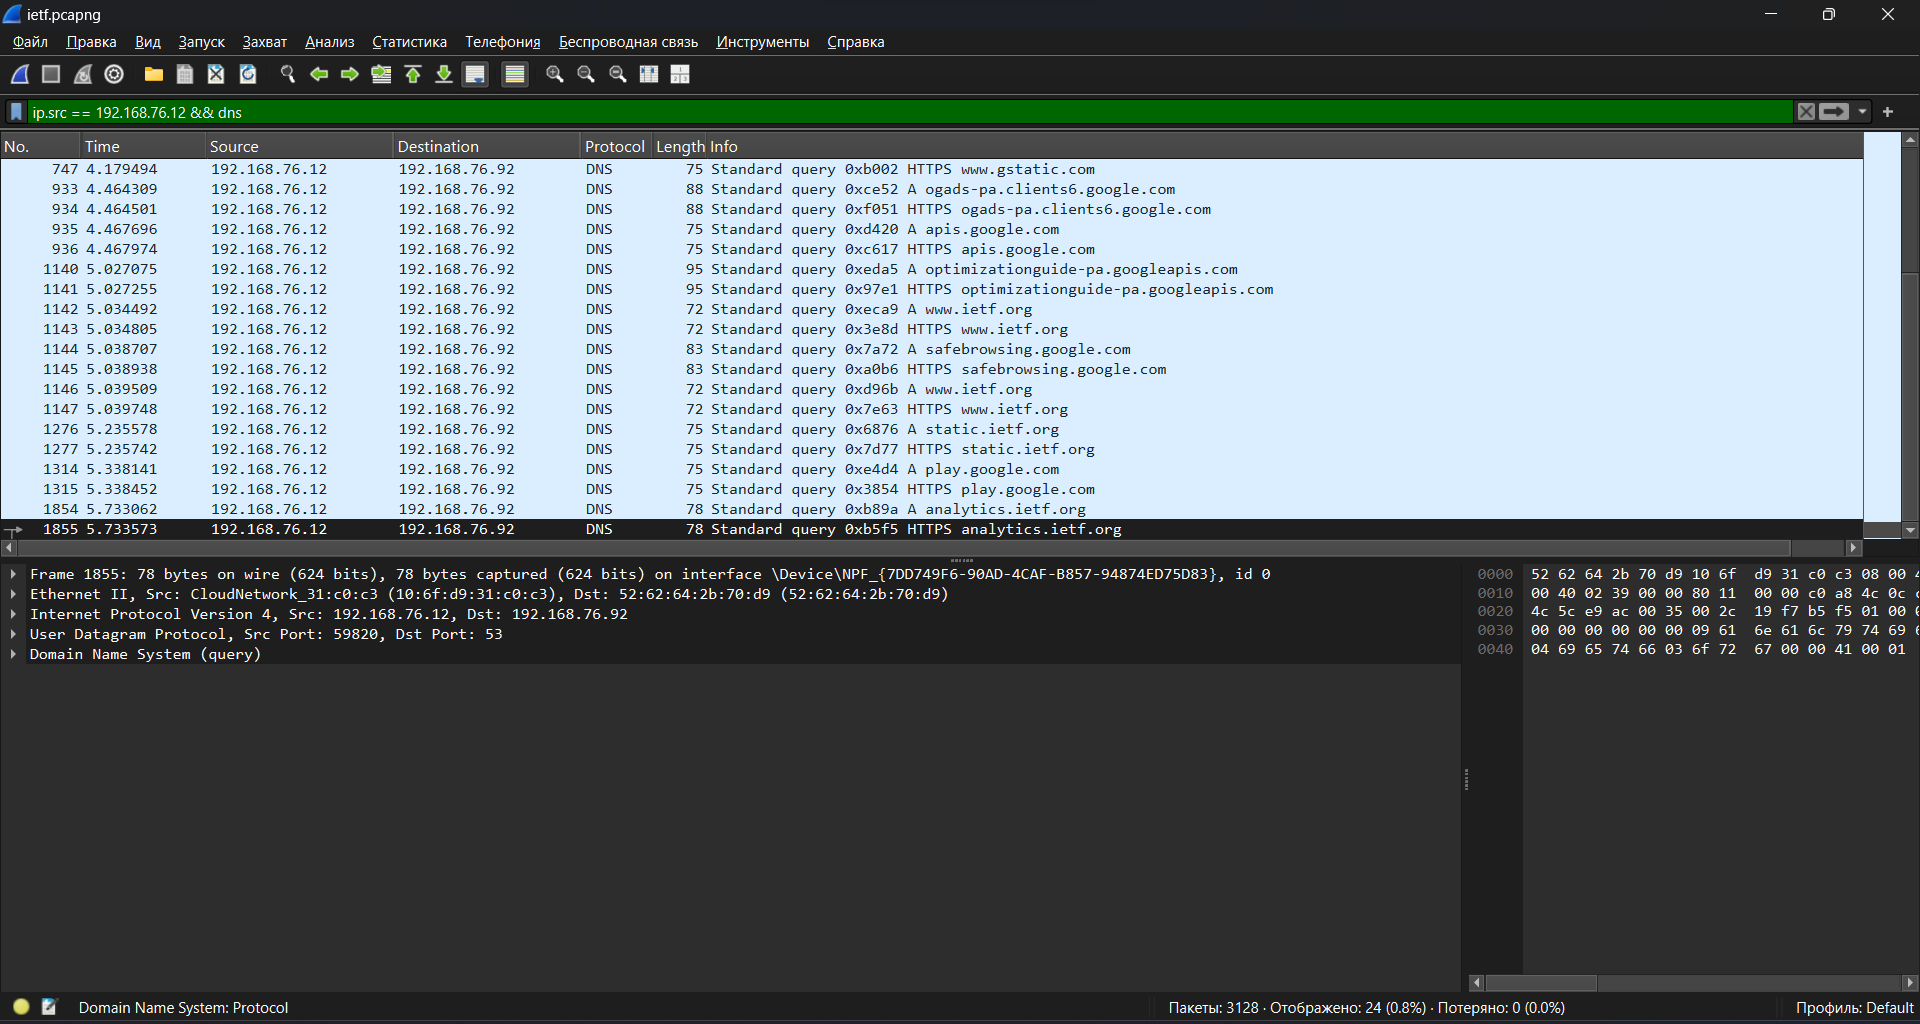 ietf.pcapng
Файл Правка Вид Запуск Захват Анализ Статистика Телефония Беспроводная связь Инструменты Справка
ip.src == 192.168.76.12 && dns
No. Time Source Destination Protocol Length Info
747 4.179494 192.168.76.12 192.168.76.92 DNS 75 Standard query 0xb002 HTTPS www.gstatic.com
933 4.464309 192.168.76.12 192.168.76.92 DNS 88 Standard query 0xce52 A ogads-pa.clients6.google.com
934 4.464501 192.168.76.12 192.168.76.92 DNS 88 Standard query 0xf051 HTTPS ogads-pa.clients6.google.com
935 4.467696 192.168.76.12 192.168.76.92 DNS 75 Standard query 0xd420 A apis.google.com
936 4.467974 192.168.76.12 192.168.76.92 DNS 75 Standard query 0xc617 HTTPS apis.google.com
1140 5.027075 192.168.76.12 192.168.76.92 DNS 95 Standard query 0xeda5 A optimizationguide-pa.googleapis.com
1141 5.027255 192.168.76.12 192.168.76.92 DNS 95 Standard query 0x97e1 HTTPS optimizationguide-pa.googleapis.com
1142 5.034492 192.168.76.12 192.168.76.92 DNS 72 Standard query 0xeca9 A www.ietf.org
1143 5.034805 192.168.76.12 192.168.76.92 DNS 72 Standard query 0x3e8d HTTPS www.ietf.org
1144 5.038707 192.168.76.12 192.168.76.92 DNS 83 Standard query 0x7a72 A safebrowsing.google.com
1145 5.038938 192.168.76.12 192.168.76.92 DNS 83 Standard query 0xa0b6 HTTPS safebrowsing.google.com
1146 5.039509 192.168.76.12 192.168.76.92 DNS 72 Standard query 0xd96b A www.ietf.org
1147 5.039748 192.168.76.12 192.168.76.92 DNS 72 Standard query 0x7e63 HTTPS www.ietf.org
1276 5.235578 192.168.76.12 192.168.76.92 DNS 75 Standard query 0x6876 A static.ietf.org
1277 5.235742 192.168.76.12 192.168.76.92 DNS 75 Standard query 0x7d77 HTTPS static.ietf.org
1314 5.338141 192.168.76.12 192.168.76.92 DNS 75 Standard query 0xe4d4 A play.google.com
1315 5.338452 192.168.76.12 192.168.76.92 DNS 75 Standard query 0x3854 HTTPS play.google.com
1854 5.733062 192.168.76.12 192.168.76.92 DNS 78 Standard query 0xb89a A analytics.ietf.org
1855 5.733573 192.168.76.12 192.168.76.92 DNS 78 Standard query 0xb5f5 HTTPS analytics.ietf.org
Frame 1855: 78 bytes on wire (624 bits), 78 bytes captured (624 bits) on interface \Device\NPF_{7DD749F6-90AD-4CAF-B857-94874ED75D83}, id 0
Ethernet II, Src: CloudNetwork_31:c0:c3 (10:6f:d9:31:c0:c3), Dst: 52:62:64:2b:70:d9 (52:62:64:2b:70:d9)
Internet Protocol Version 4, Src: 192.168.76.12, Dst: 192.168.76.92
User Datagram Protocol, Src Port: 59820, Dst Port: 53
Domain Name System (query)
0000 52 62 64 2b 70 d9 10 6f d9 31 c0 c3 08 00
0010 00 40 02 39 00 00 80 11 00 00 c0 a8 4c 0c
0020 4c 5c e9 ac 00 35 00 2c 19 f7 b5 f5 01 00
0030 00 00 00 00 00 00 09 61 6e 61 6c 79 74 69
0040 04 69 65 74 66 03 6f 72 67 00 00 41 00 01
Domain Name System: Protocol
Пакеты: 3128 · Отображено: 24 (0.8%) · Потеряно: 0 (0.0%)
Профиль: Default